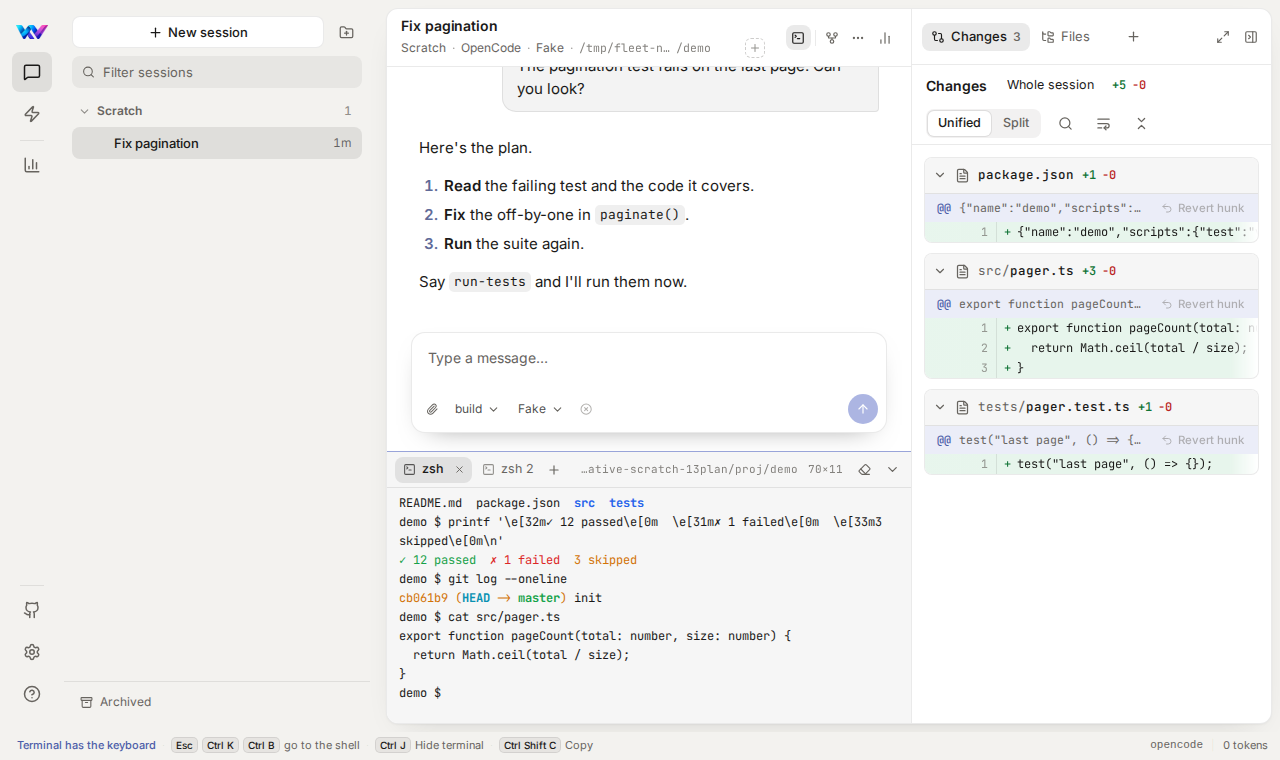 New session
Filter sessions
Scratch 1
Fix pagination 1m
Archived
Fix pagination
Scratch · OpenCode · Fake · /tmp/fleet-n… /demo
The pagination test fails on the last page. Can
you look?
Here's the plan.
1. Read the failing test and the code it covers.
2. Fix the off-by-one in paginate().
3. Run the suite again.
Say run-tests and I'll run them now.
Type a message...
build Fake
zsh zsh 2 …ative-scratch-13plan/proj/demo 70×11
README.md package.json src tests
demo $ printf '\e[32m✓ 12 passed\e[0m  \e[31m✗ 1 failed\e[0m  \e[33m3
skipped\e[0m\n'
✓ 12 passed ✗ 1 failed 3 skipped
demo $ git log --oneline
cb061b9 (HEAD -> master) init
demo $ cat src/pager.ts
export function pageCount(total: number, size: number) {
return Math.ceil(total / size);
}
demo $
Changes 3 Files
Changes Whole session +5 -0
Unified Split
package.json +1 -0
@@ {"name":"demo","scripts":… Revert hunk
1 + {"name":"demo","scripts":{"test":"
src/pager.ts +3 -0
@@ export function pageCount… Revert hunk
1 + export function pageCount(total: n
2 + return Math.ceil(total / size);
3 + }
tests/pager.test.ts +1 -0
@@ test("last page", () => {… Revert hunk
1 + test("last page", () => {});
Terminal has the keyboard Esc Ctrl K Ctrl B go to the shell Ctrl J Hide terminal Ctrl Shift C Copy opencode 0 tokens